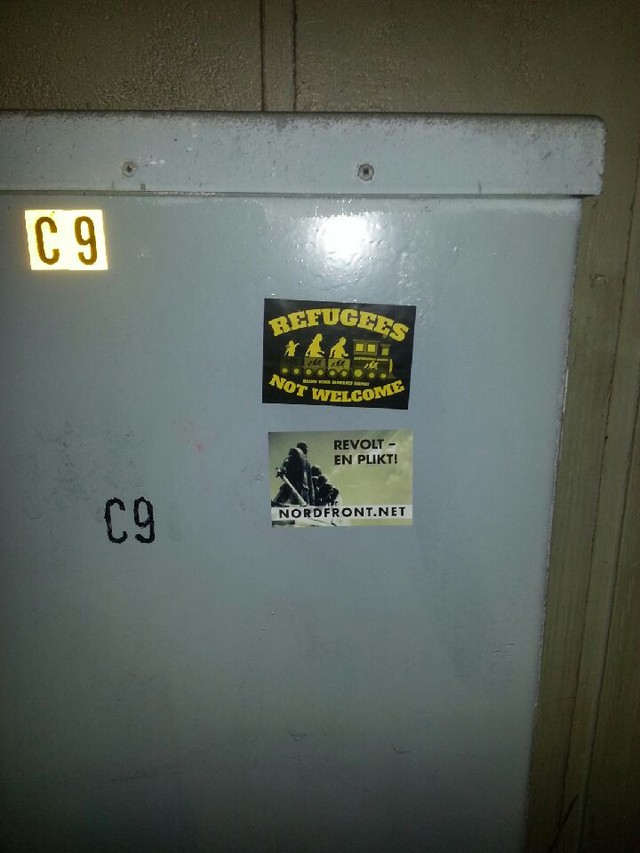 C 9
REFUGEES
NOT WELCOME
REVOLT –
EN PLIKT!
NORDFRONT.NET
C9